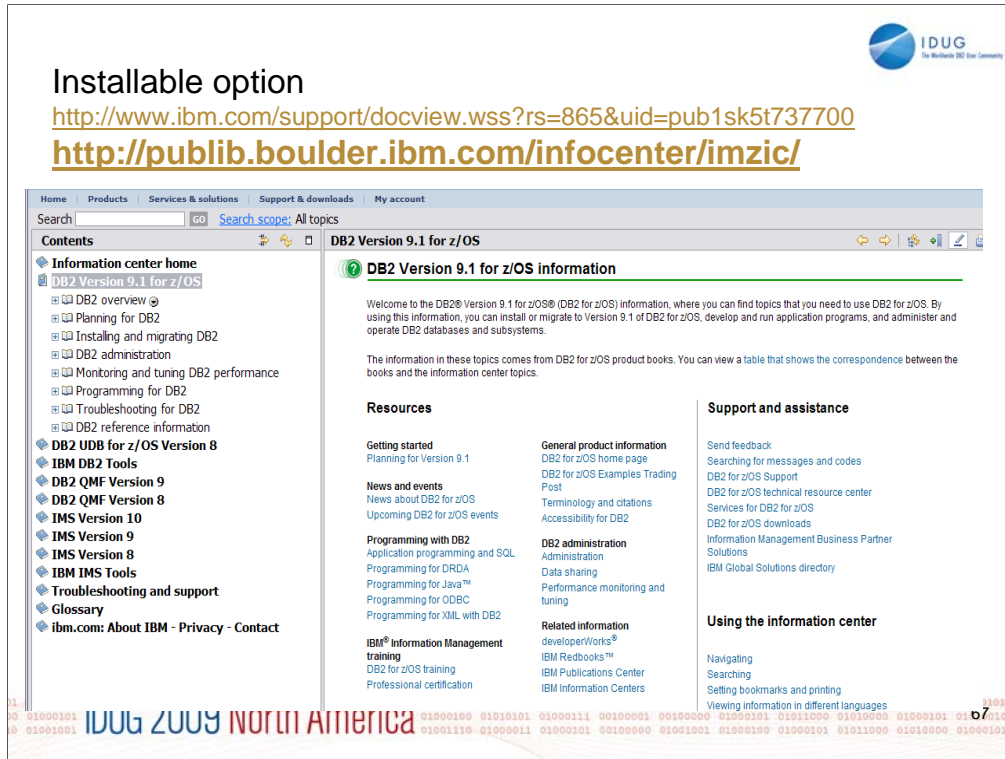 IDUG
The Worldwide DB2 User Community
Installable option
http://www.ibm.com/support/docview.wss?rs=865&uid=pub1sk5t737700
http://publib.boulder.ibm.com/infocenter/imzic/
Home | Products | Services & solutions | Support & downloads | My account
Search GO Search scope: All topics
Contents
Information center home
DB2 Version 9.1 for z/OS
DB2 overview
Planning for DB2
Installing and migrating DB2
DB2 administration
Monitoring and tuning DB2 performance
Programming for DB2
Troubleshooting for DB2
DB2 reference information
DB2 UDB for z/OS Version 8
IBM DB2 Tools
DB2 QMF Version 9
DB2 QMF Version 8
IMS Version 10
IMS Version 9
IMS Version 8
IBM IMS Tools
Troubleshooting and support
Glossary
ibm.com: About IBM - Privacy - Contact
DB2 Version 9.1 for z/OS
DB2 Version 9.1 for z/OS information
Welcome to the DB2® Version 9.1 for z/OS® (DB2 for z/OS) information, where you can find topics that you need to use DB2 for z/OS. By
using this information, you can install or migrate to Version 9.1 of DB2 for z/OS, develop and run application programs, and administer and
operate DB2 databases and subsystems.
The information in these topics comes from DB2 for z/OS product books. You can view a table that shows the correspondence between the
books and the information center topics.
Resources
Getting started
Planning for Version 9.1
News and events
News about DB2 for z/OS
Upcoming DB2 for z/OS events
Programming with DB2
Application programming and SQL
Programming for DRDA
Programming for Java™
Programming for ODBC
Programming for XML with DB2
IBM® Information Management
training
DB2 for z/OS training
Professional certification
General product information
DB2 for z/OS home page
DB2 for z/OS Examples Trading
Post
Terminology and citations
Accessibility for DB2
DB2 administration
Administration
Data sharing
Performance monitoring and
tuning
Related information
developerWorks®
IBM Redbooks™
IBM Publications Center
IBM Information Centers
Support and assistance
Send feedback
Searching for messages and codes
DB2 for z/OS Support
DB2 for z/OS technical resource center
Services for DB2 for z/OS
DB2 for z/OS downloads
Information Management Business Partner
Solutions
IBM Global Solutions directory
Using the information center
Navigating
Searching
Setting bookmarks and printing
Viewing information in different languages
IDUG 2009 North America
01000100 01010101 01000111 00100001 00100000 01000101 01011000 01010000 01000101
01001110 01000011 01000101 00100000 01001001 01000100 01000101 01011000 01010000
67